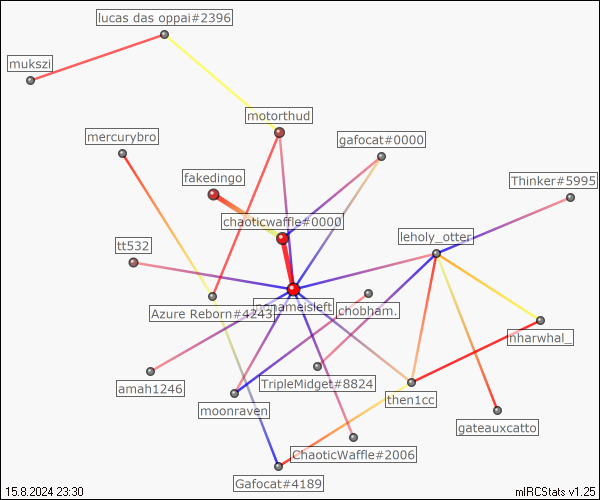 lucas das oppai#2396
mukszi
motorthud
mercurybro
gafocat#0000
fakedingo
Thinker#5995
chaoticwaffle#0000
leholy_otter
tt532
nonameisleft
chobham.
Azure Reborn#4243
nharwhal_
amah1246
TripleMidget#8824
then1cc
moonraven
gateauxcatto
ChaoticWaffle#2006
Gafocat#4189
15.8.2024 23:30
mIRCStats v1.25